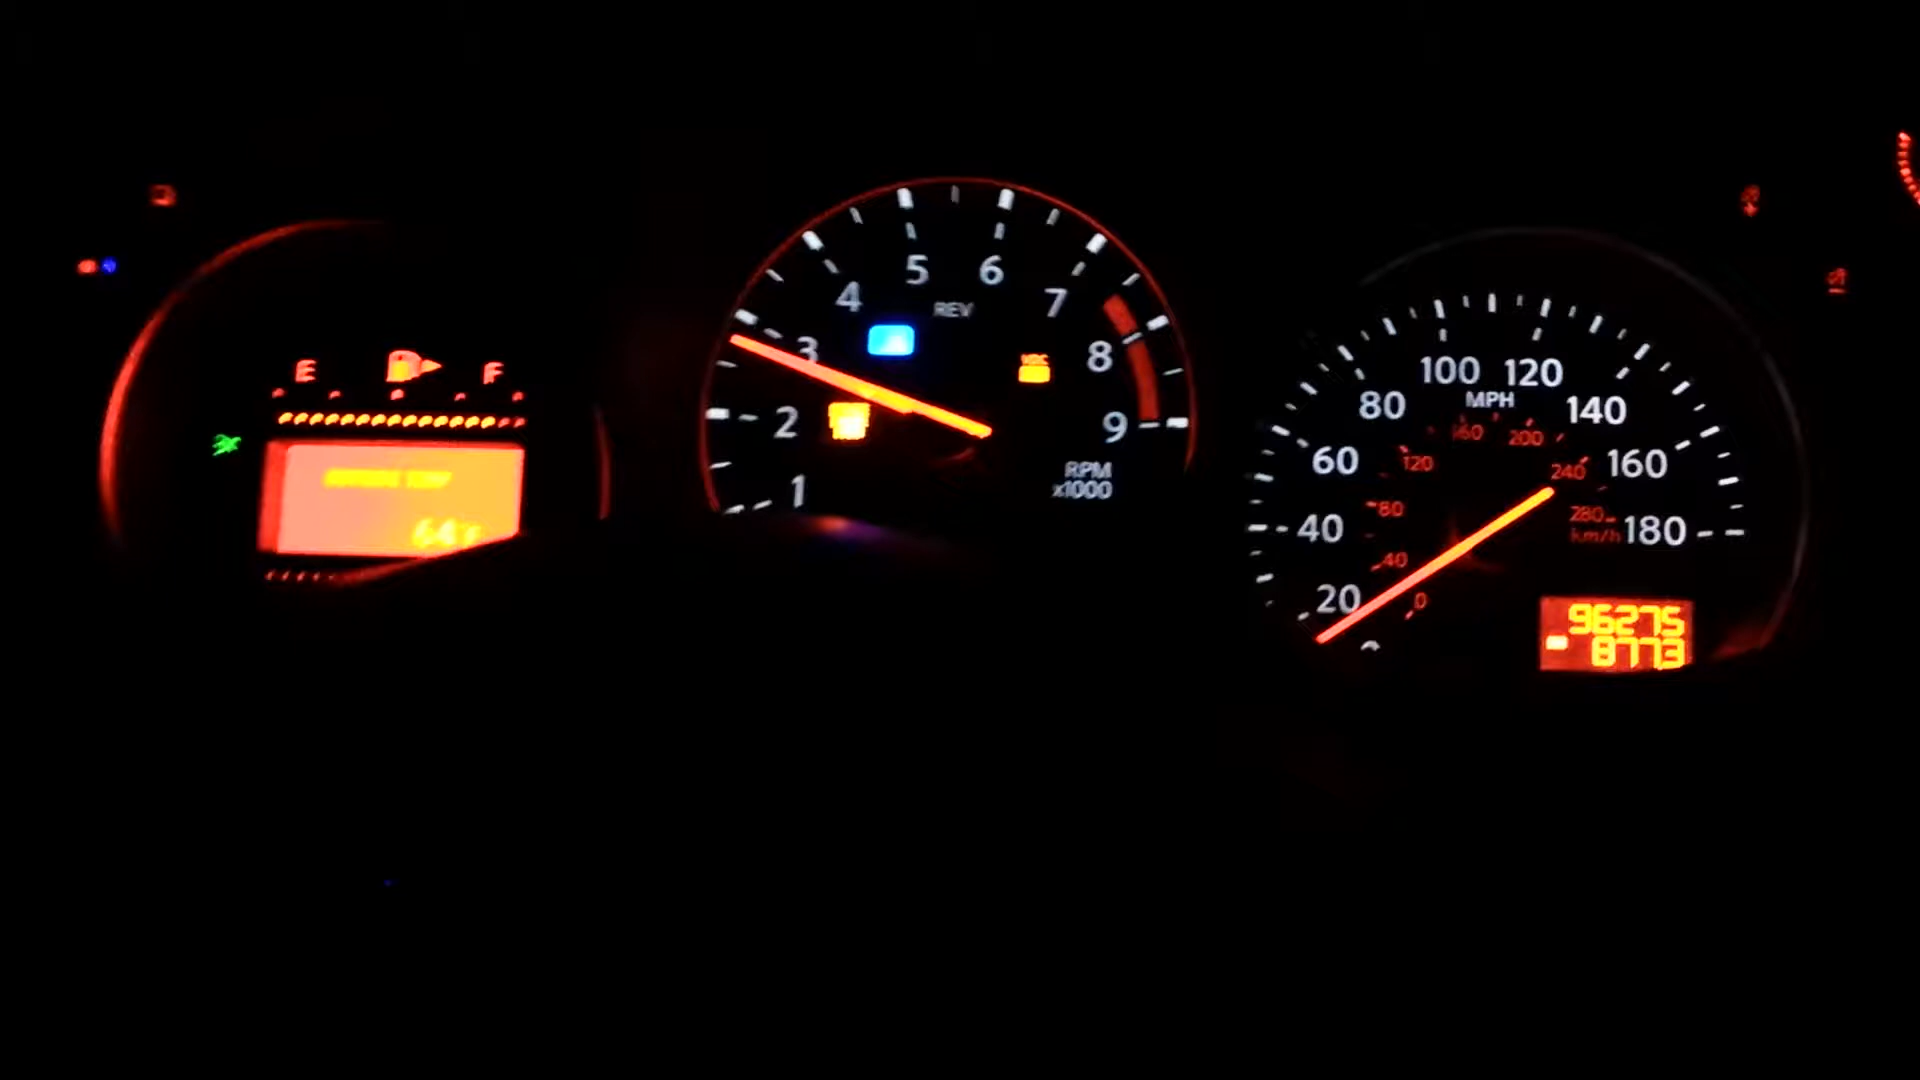 E F
64°F
1 2 3 4 5 6 7 8 9
REV
VDC
RPM
x1000
20 40 60 80 100 120 140 160 180
MPH
0 40 80 120 160 200 240 280
km/h
96275
8773